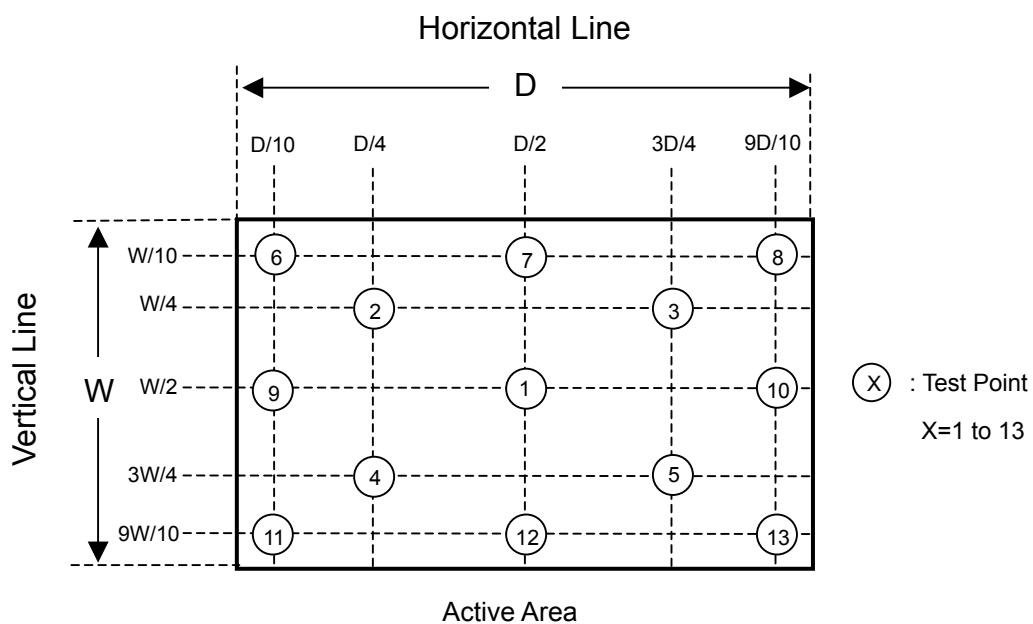 Horizontal Line
D
D/10 D/4 D/2 3D/4 9D/10
W/10 6 7 8
W/4 2 3
Vertical Line
W
W/2 9 1 10
X : Test Point
X=1 to 13
3W/4 4 5
9W/10 11 12 13
Active Area